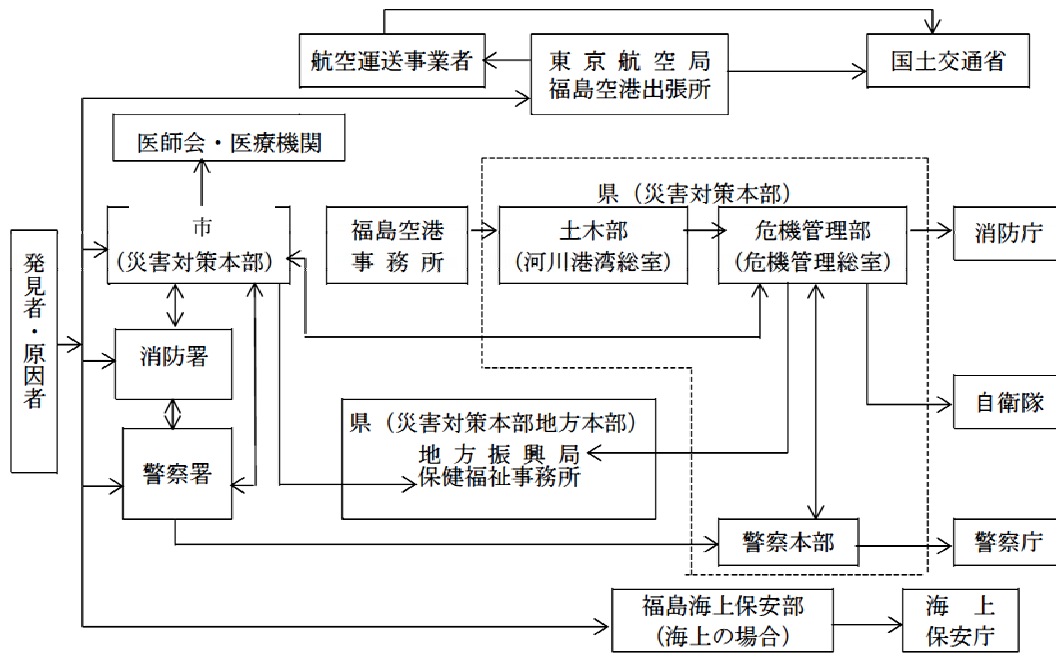 航空運送事業者
東京航空局
福島空港出張所
国土交通省
医師会・医療機関
県（災害対策本部）
市
（災害対策本部）
福島空港
事務所
土木部
（河川港湾総室）
危機管理部
（危機管理総室）
消防庁
発見者・原因者
消防署
自衛隊
県（災害対策本部地方本部）
地方振興局
保健福祉事務所
警察署
警察本部
警察庁
福島海上保安部
（海上の場合）
海上
保安庁